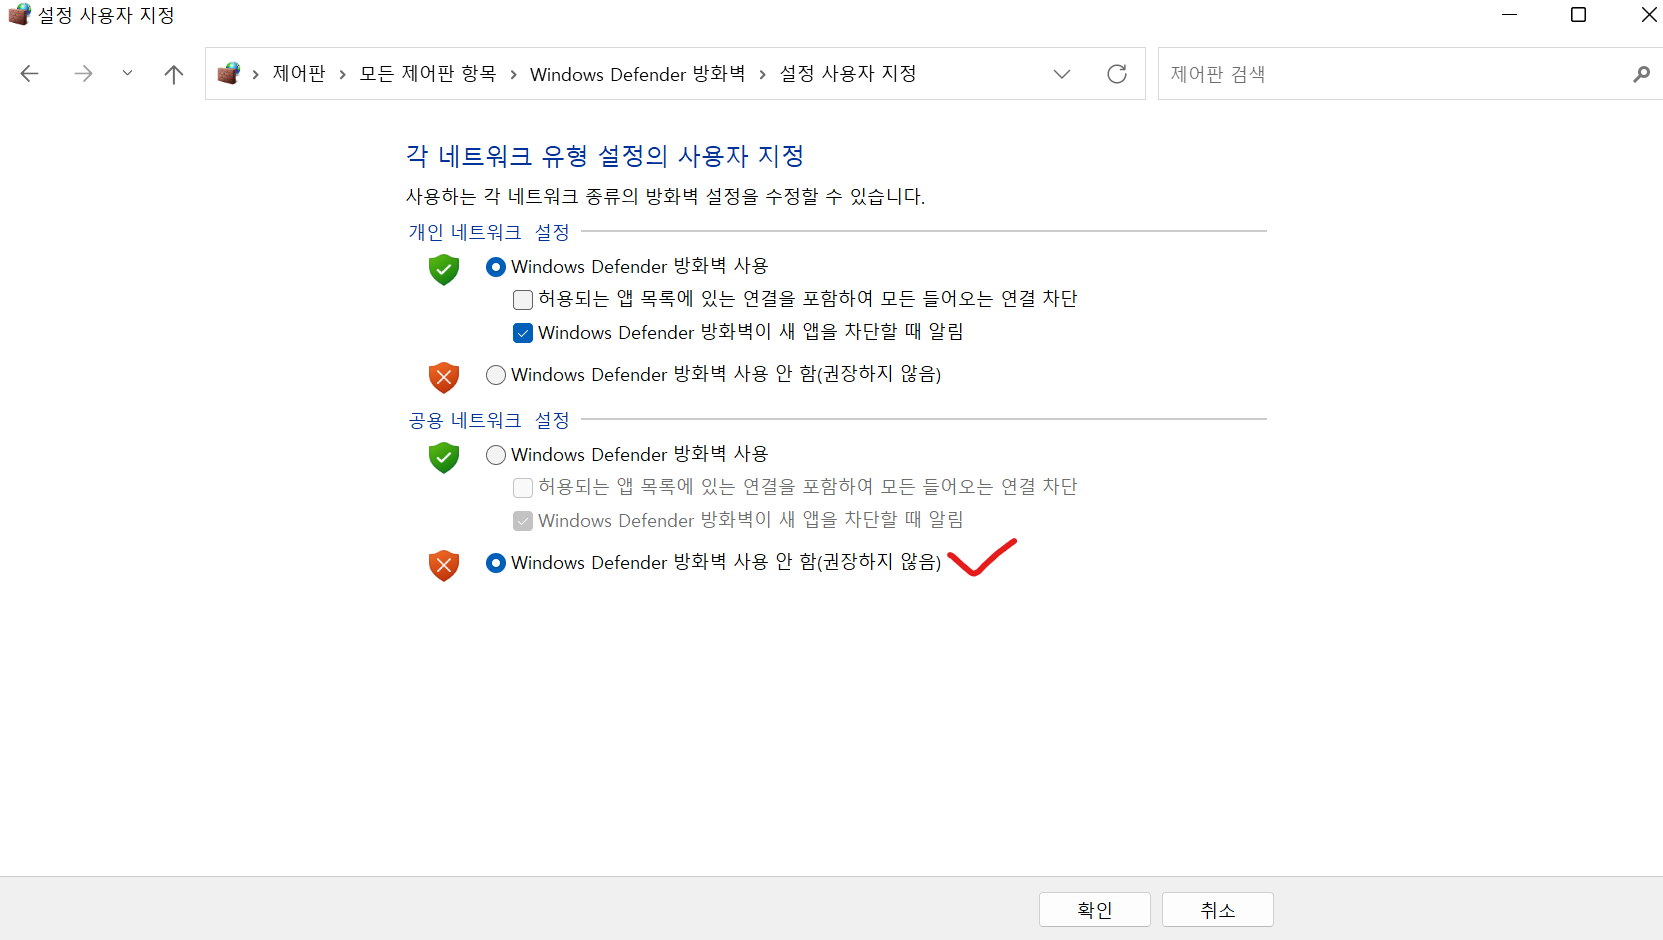 설정 사용자 지정
제어판 › 모든 제어판 항목 › Windows Defender 방화벽 › 설정 사용자 지정
제어판 검색
각 네트워크 유형 설정의 사용자 지정
사용하는 각 네트워크 종류의 방화벽 설정을 수정할 수 있습니다.
개인 네트워크 설정
Windows Defender 방화벽 사용
허용되는 앱 목록에 있는 연결을 포함하여 모든 들어오는 연결 차단
Windows Defender 방화벽이 새 앱을 차단할 때 알림
Windows Defender 방화벽 사용 안 함(권장하지 않음)
공용 네트워크 설정
Windows Defender 방화벽 사용
허용되는 앱 목록에 있는 연결을 포함하여 모든 들어오는 연결 차단
Windows Defender 방화벽이 새 앱을 차단할 때 알림
Windows Defender 방화벽 사용 안 함(권장하지 않음)
확인
취소